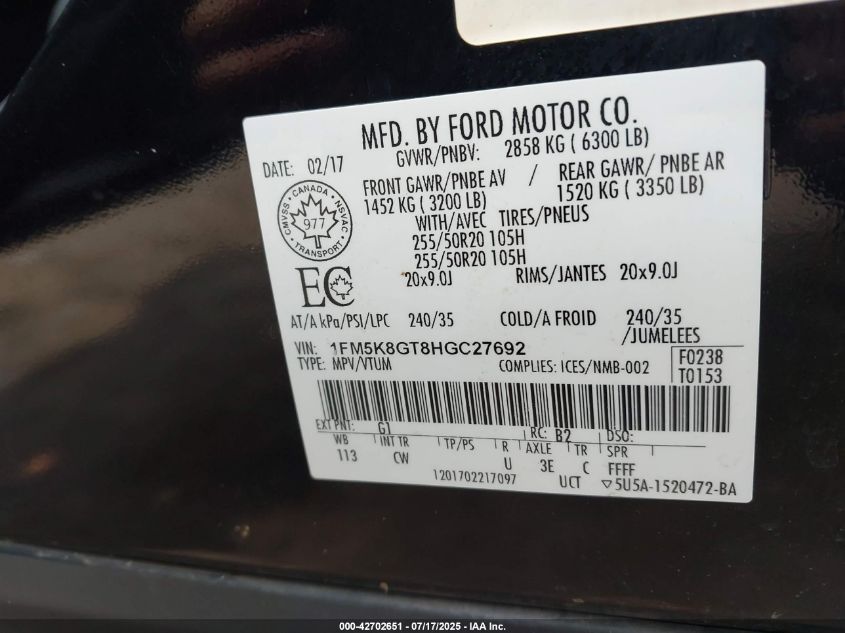 MFD. BY FORD MOTOR CO.
DATE: 02/17
GVWR/PNBV: 2858 KG ( 6300 LB)
FRONT GAWR/PNBE AV / REAR GAWR/ PNBE AR
1452 KG ( 3200 LB) 1520 KG ( 3350 LB)
WITH/AVEC TIRES/PNEUS
255/50R20 105H
255/50R20 105H
20x9.0J RIMS/JANTES 20x9.0J
CANADA
CMVSS NSVAC
977
TRANSPORT
EC
AT/A kPa/PSI/LPC 240/35 COLD/A FROID 240/35
/JUMELEES
VIN: 1FM5K8GT8HGC27692
TYPE: MPV/VTUM COMPLIES: ICES/NMB-002
F0238
T0153
EXT PNT: G1 RC: B2 DSO:
WB INT TR TP/PS R AXLE TR SPR
113 CW U 3E C FFFF
1201702217097 UCT ▽5U5A-1520472-BA
000-42702651 / 07/17/2025 / IAA Inc.